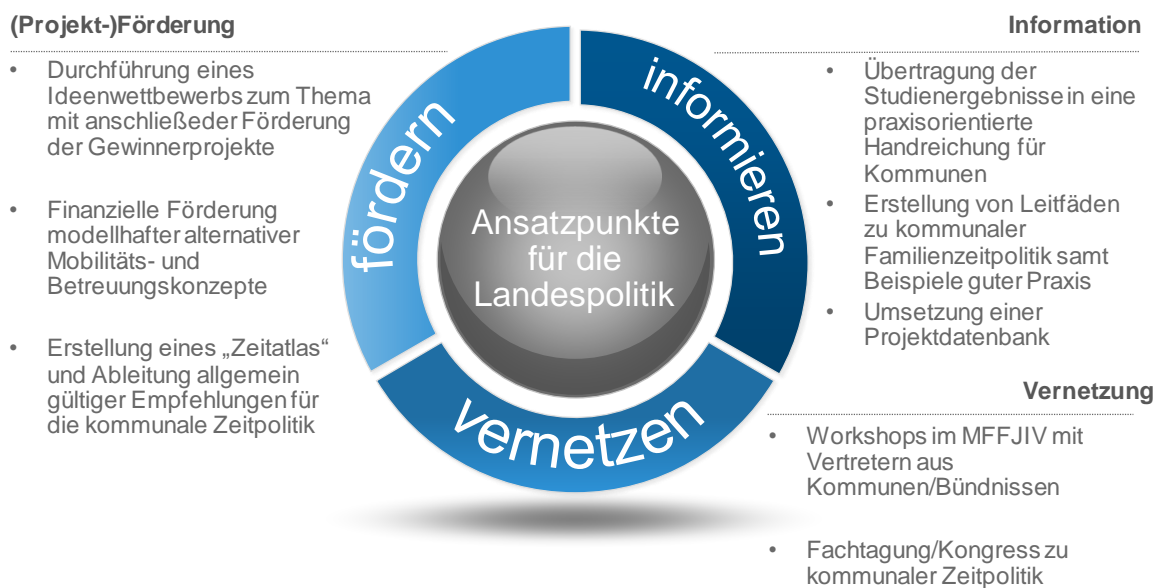 (Projekt-)Förderung
• Durchführung eines
Ideenwettbewerbs zum Thema
mit anschließeder Förderung
der Gewinnerprojekte
• Finanzielle Förderung
modellhafter alternativer
Mobilitäts- und
Betreuungskonzepte
• Erstellung eines „Zeitatlas“
und Ableitung allgemein
gültiger Empfehlungen für
die kommunale Zeitpolitik
fördern
informieren
vernetzen
Ansatzpunkte
für die
Landespolitik
Information
• Übertragung der
Studienergebnisse in eine
praxisorientierte
Handreichung für
Kommunen
• Erstellung von Leitfäden
zu kommunaler
Familienzeitpolitik samt
Beispiele guter Praxis
• Umsetzung einer
Projektdatenbank
Vernetzung
• Workshops im MFFJIV mit
Vertretern aus
Kommunen/Bündnissen
• Fachtagung/Kongress zu
kommunaler Zeitpolitik